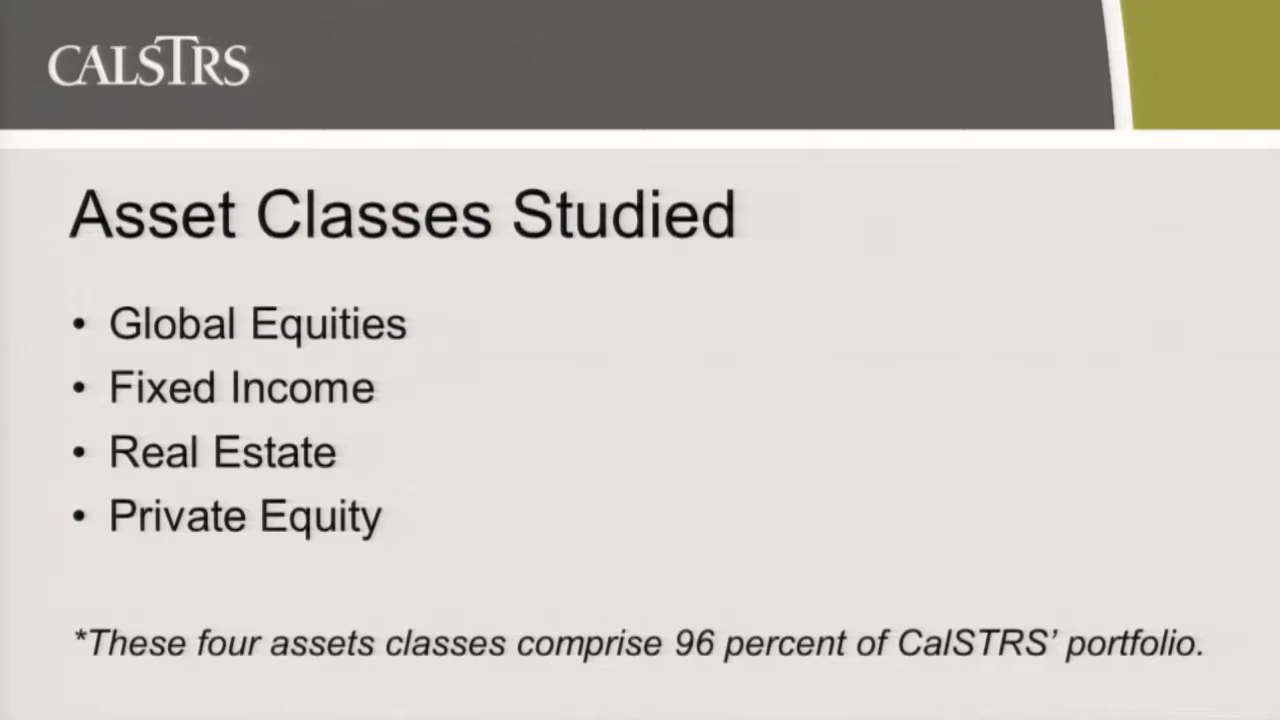 CALSTRS
Asset Classes Studied
• Global Equities
• Fixed Income
• Real Estate
• Private Equity
*These four assets classes comprise 96 percent of CalSTRS’ portfolio.